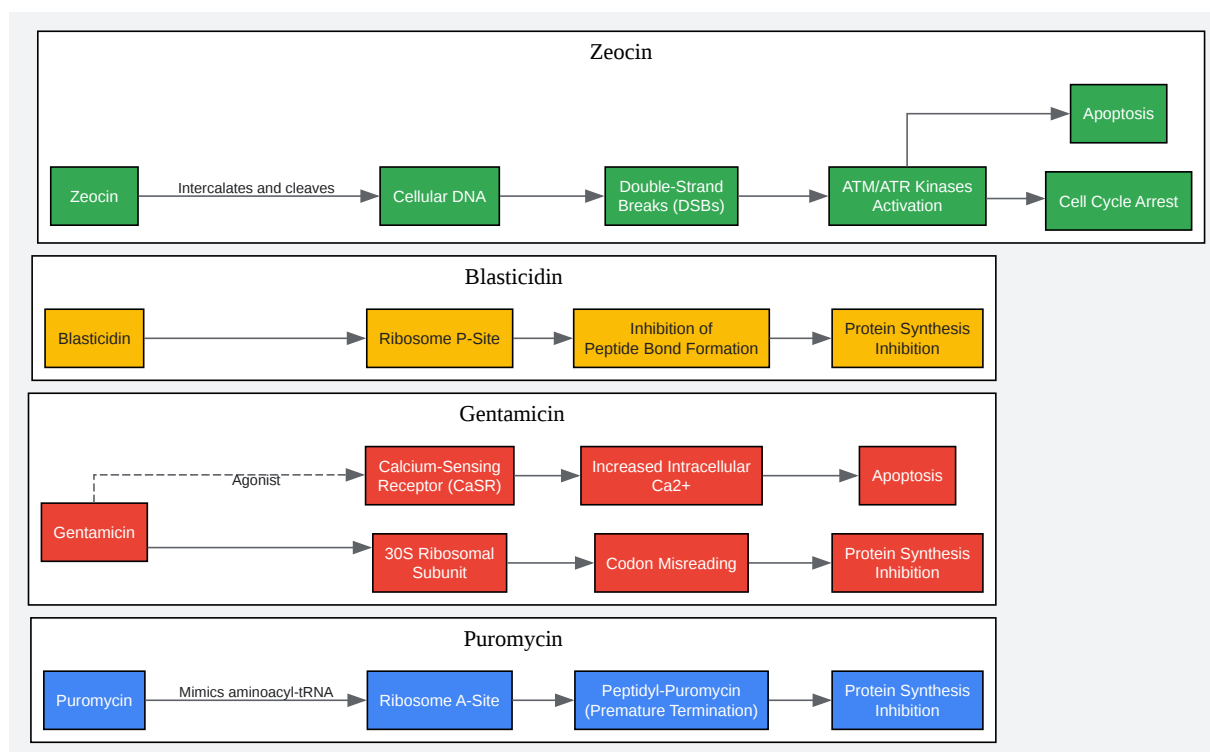 Zeocin
Apoptosis
Zeocin
Intercalates and cleaves
Cellular DNA
Double-Strand
Breaks (DSBs)
ATM/ATR Kinases
Activation
Cell Cycle Arrest
Blasticidin
Blasticidin
Ribosome P-Site
Inhibition of
Peptide Bond Formation
Protein Synthesis
Inhibition
Gentamicin
Gentamicin
Agonist
Calcium-Sensing
Receptor (CaSR)
Increased Intracellular
Ca2+
Apoptosis
30S Ribosomal
Subunit
Codon Misreading
Protein Synthesis
Inhibition
Puromycin
Puromycin
Mimics aminoacyl-tRNA
Ribosome A-Site
Peptidyl-Puromycin
(Premature Termination)
Protein Synthesis
Inhibition